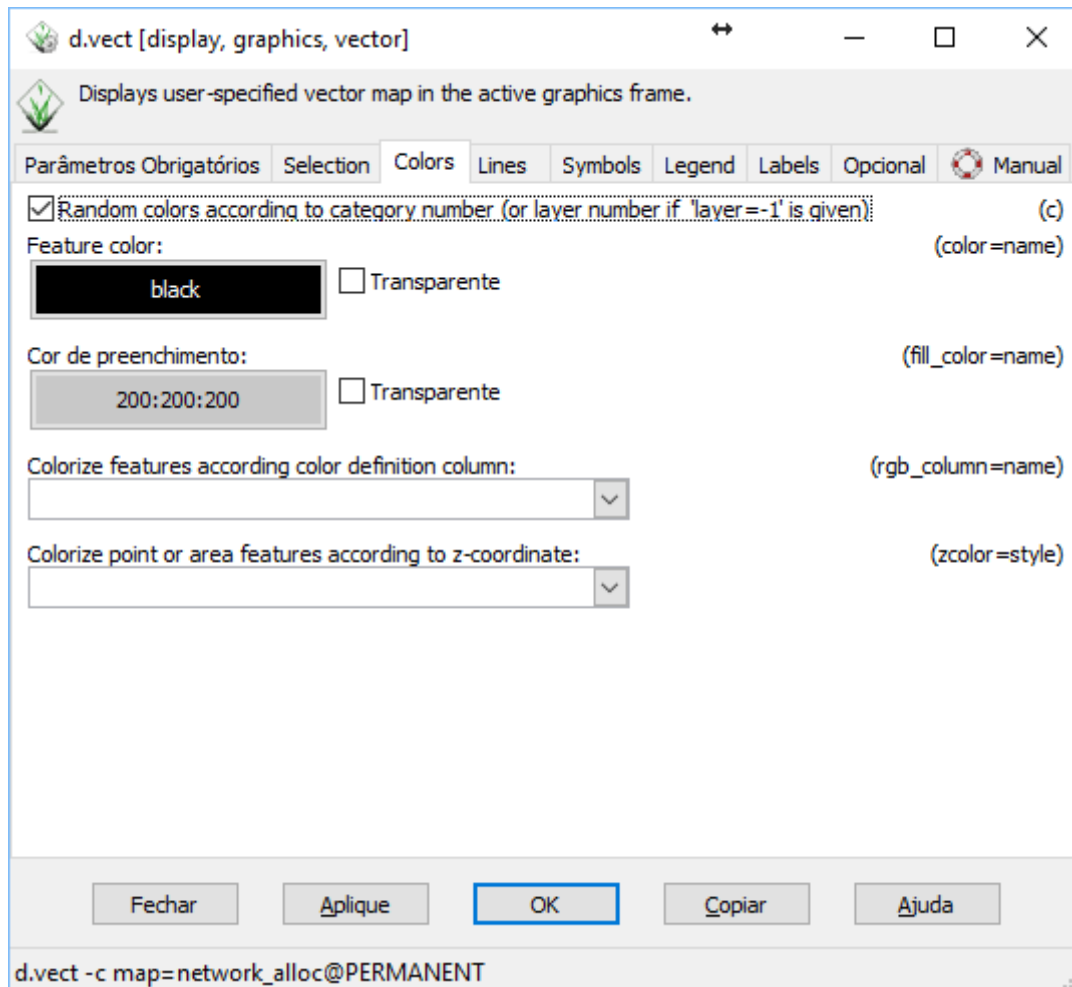 d.vect [display, graphics, vector]
Displays user-specified vector map in the active graphics frame.
Parâmetros Obrigatórios Selection Colors Lines Symbols Legend Labels Opcional Manual
Random colors according to category number (or layer number if 'layer=-1' is given) (c)
Feature color: (color=name)
black Transparente
Cor de preenchimento: (fill_color=name)
200:200:200 Transparente
Colorize features according color definition column: (rgb_column=name)
Colorize point or area features according to z-coordinate: (zcolor=style)
Fechar Aplique OK Copiar Ajuda
d.vect -c map=network_alloc@PERMANENT